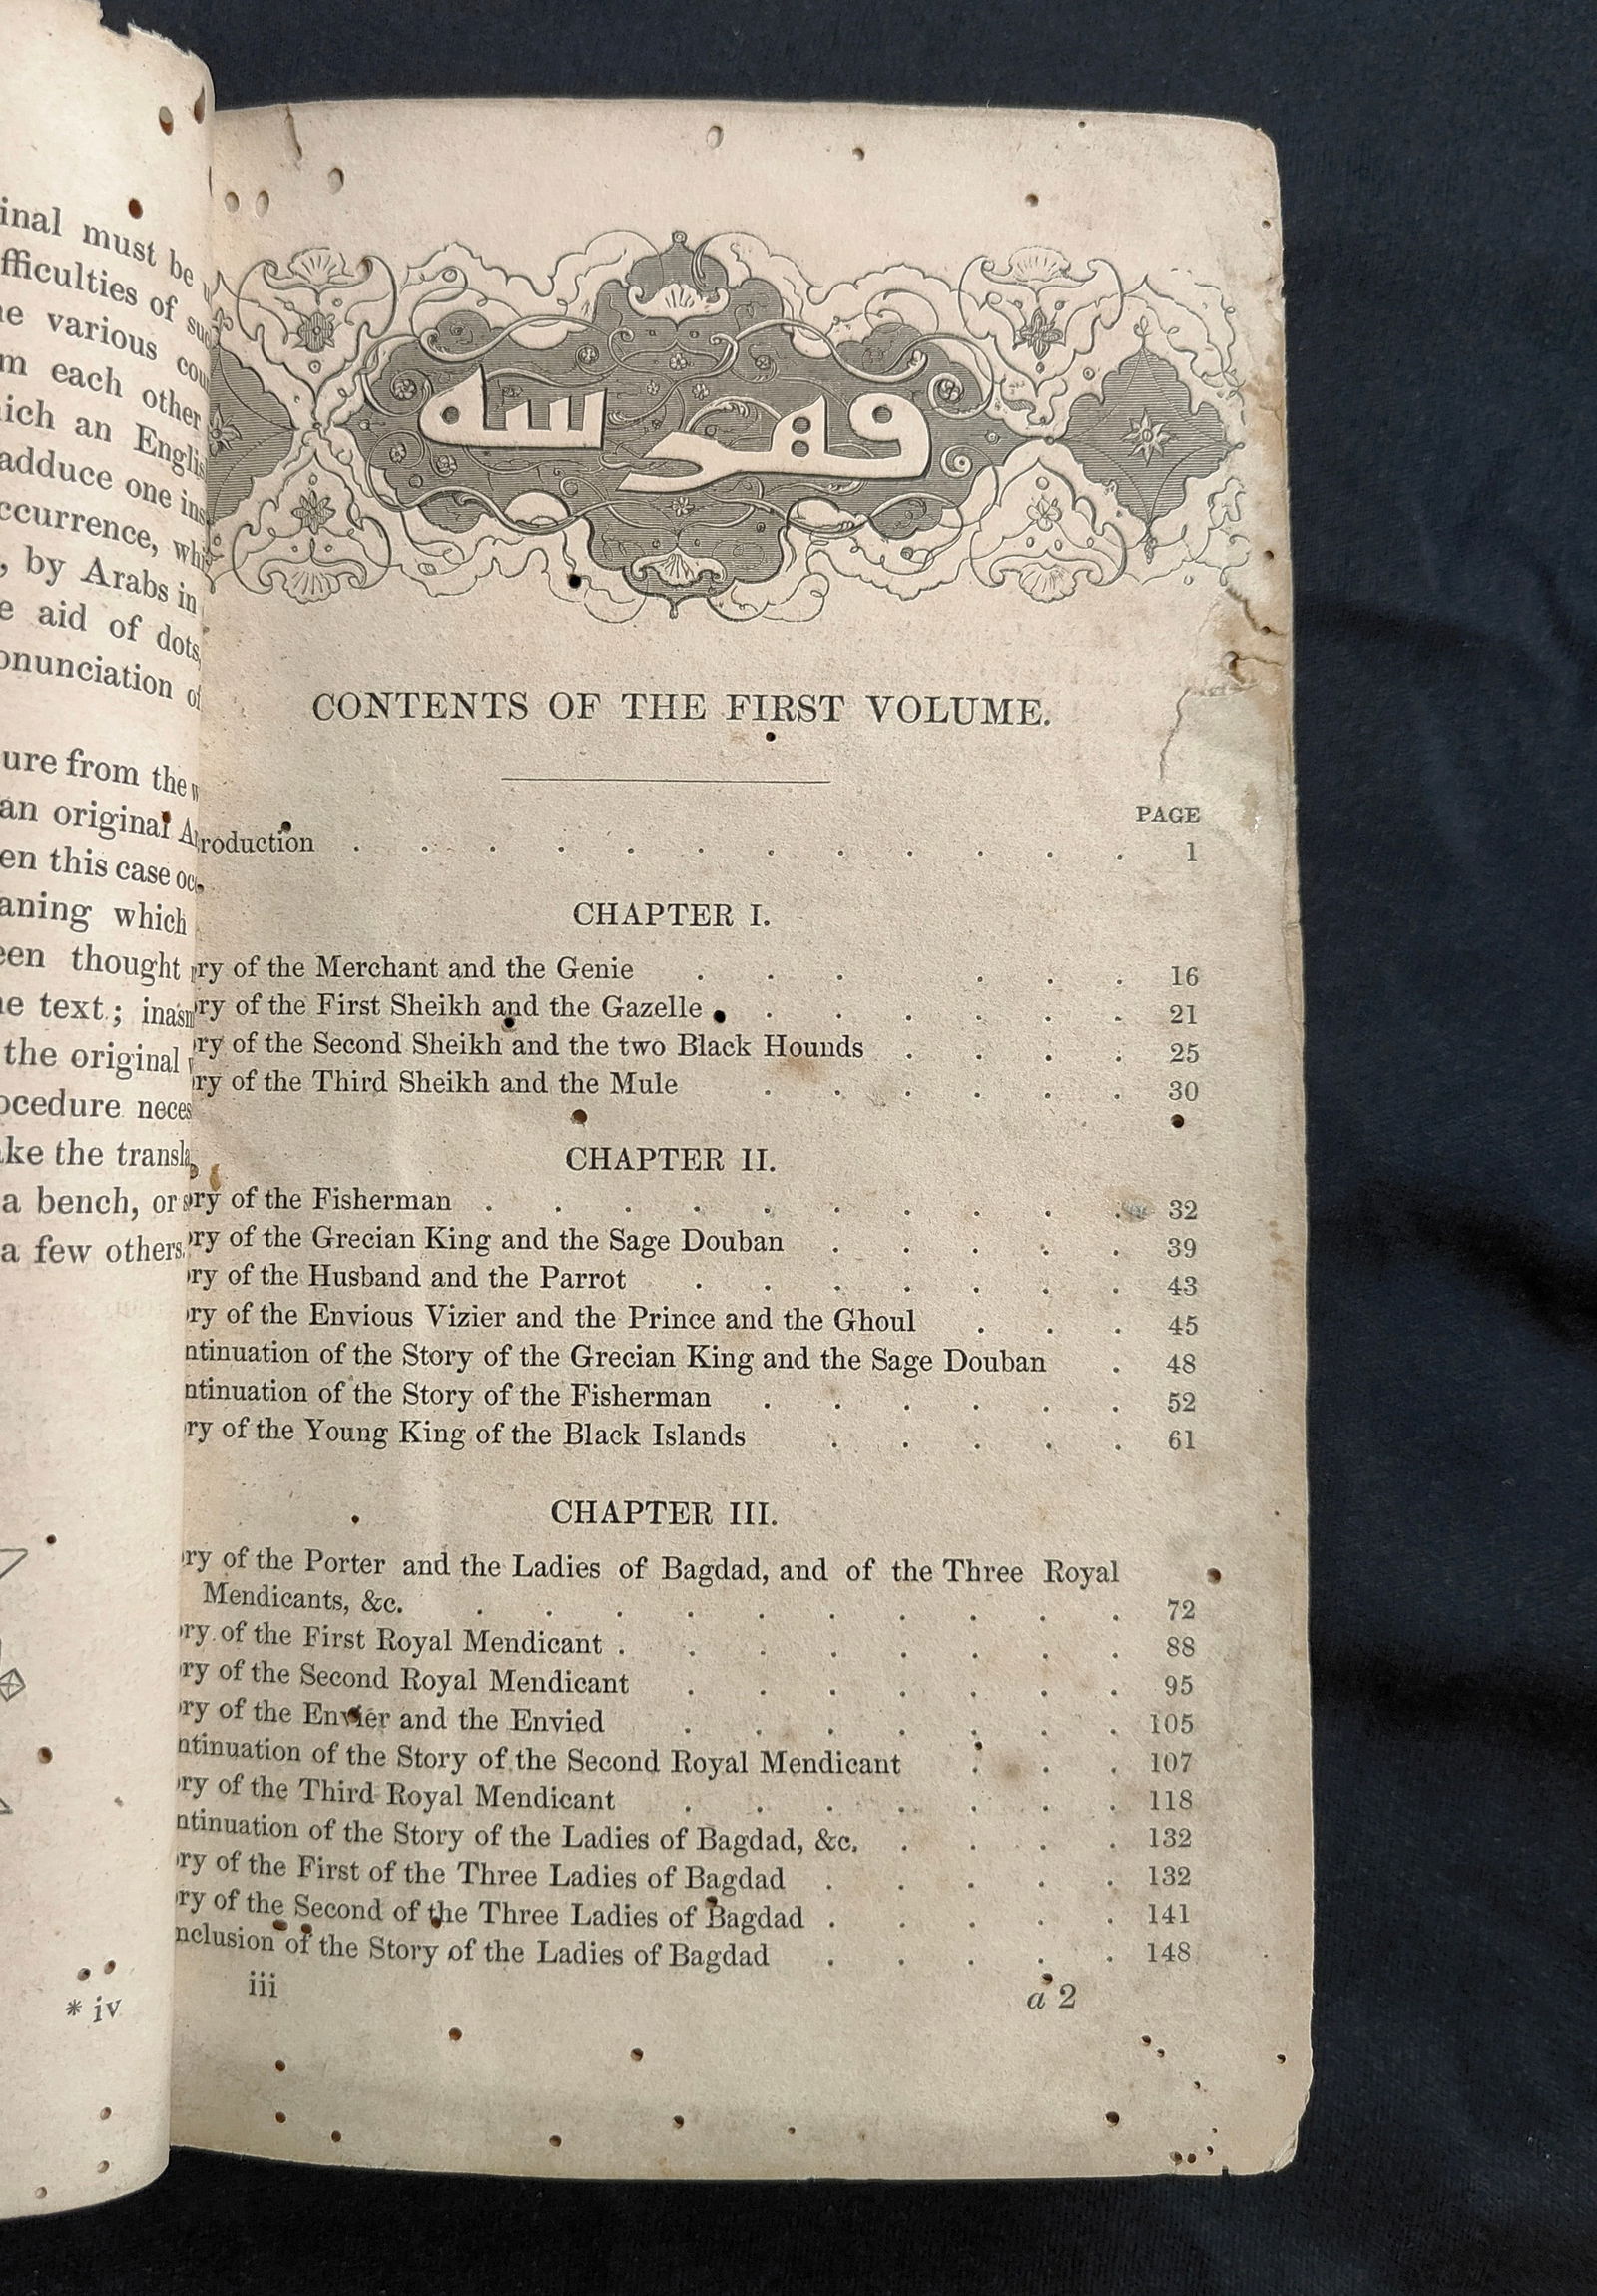 inal must be
fficulties of suc
e various cou
m each other
ich an Englis
adduce one ins
ccurrence, whi
, by Arabs in
e aid of dots,
onunciation of
ure from the
an original A
en this case oc
aning which
een thought
e text; inasm
the original
ocedure neces
ke the transla
a bench, or s
a few others.
* iv
فهرسه
CONTENTS OF THE FIRST VOLUME.
PAGE
roduction . . . . . . . . . . . . 1
CHAPTER I.
ry of the Merchant and the Genie . . . . . . 16
ory of the First Sheikh and the Gazelle . . . . . . 21
ory of the Second Sheikh and the two Black Hounds . . . . 25
ry of the Third Sheikh and the Mule . . . . . . 30
CHAPTER II.
ory of the Fisherman . . . . . . . . . . 32
ory of the Grecian King and the Sage Douban . . . . . 39
ory of the Husband and the Parrot . . . . . . . 43
ory of the Envious Vizier and the Prince and the Ghoul . . . 45
ntinuation of the Story of the Grecian King and the Sage Douban . 48
ntinuation of the Story of the Fisherman . . . . . . 52
ry of the Young King of the Black Islands . . . . . 61
CHAPTER III.
ry of the Porter and the Ladies of Bagdad, and of the Three Royal
Mendicants, &c. . . . . . . . . . . 72
ry of the First Royal Mendicant . . . . . . . . 88
ry of the Second Royal Mendicant . . . . . . . 95
ry of the Envier and the Envied . . . . . . . 105
ntinuation of the Story of the Second Royal Mendicant . . . 107
ry of the Third Royal Mendicant . . . . . . . 118
ntinuation of the Story of the Ladies of Bagdad, &c. . . . . 132
ry of the First of the Three Ladies of Bagdad . . . . . 132
ry of the Second of the Three Ladies of Bagdad . . . . . 141
nclusion of the Story of the Ladies of Bagdad . . . . . 148
iii a 2